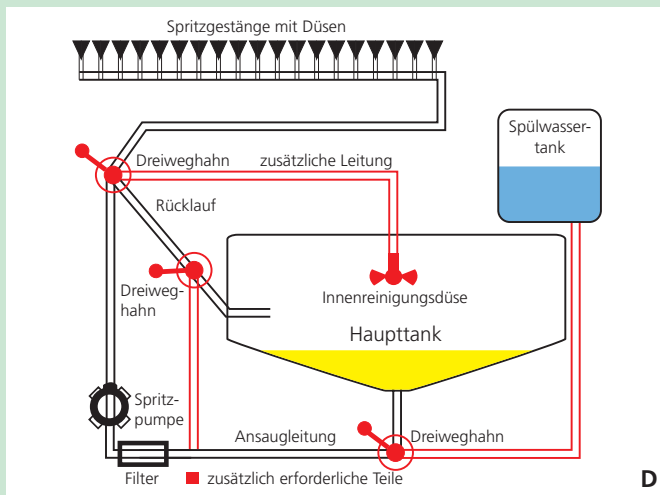 Spritzgestänge mit Düsen
Spülwasser-
tank
Dreiweghahn
zusätzliche Leitung
Rücklauf
Dreiweg-
hahn
Innenreinigungsdüse
Haupttank
Spritz-
pumpe
Ansaugleitung
Dreiweghahn
Filter
zusätzlich erforderliche Teile
D